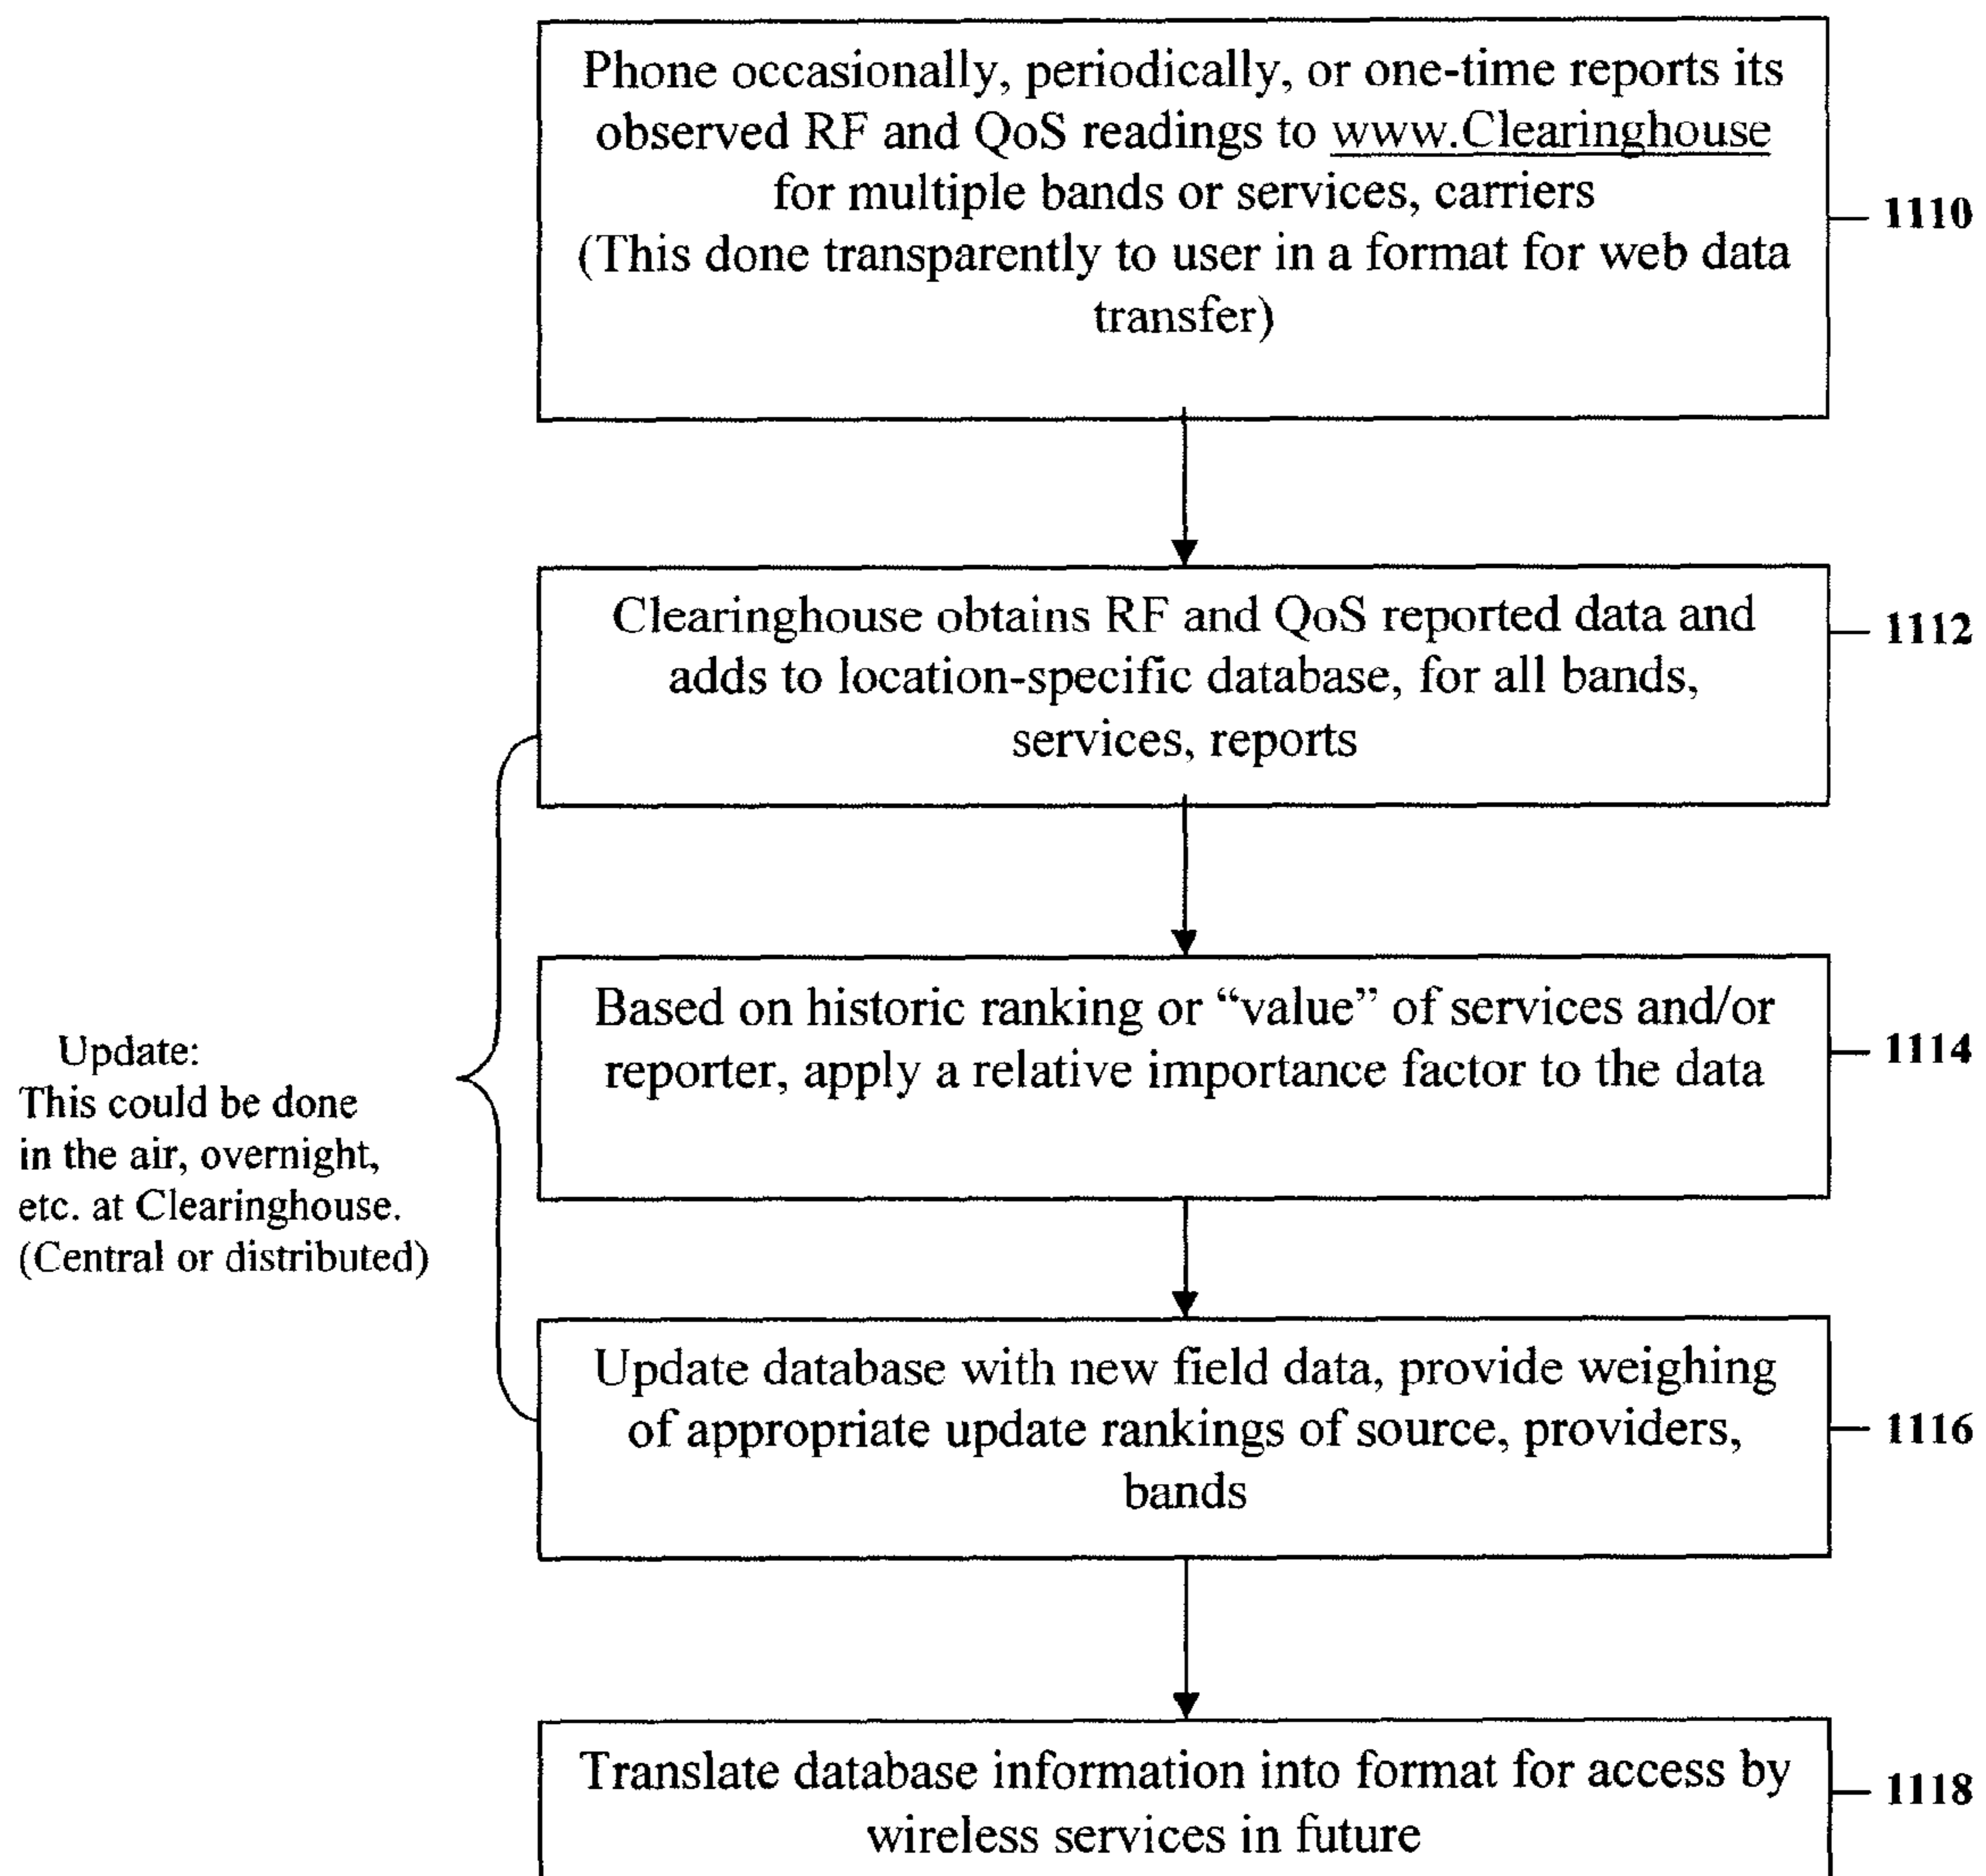 Phone occasionally, periodically, or one-time reports its
observed RF and QoS readings to www.Clearinghouse
for multiple bands or services, carriers
(This done transparently to user in a format for web data
transfer)
1110
Clearinghouse obtains RF and QoS reported data and
adds to location-specific database, for all bands,
services, reports
1112
Based on historic ranking or “value” of services and/or
reporter, apply a relative importance factor to the data
1114
Update:
This could be done
in the air, overnight,
etc. at Clearinghouse.
(Central or distributed)
Update database with new field data, provide weighing
of appropriate update rankings of source, providers,
bands
1116
Translate database information into format for access by
wireless services in future
1118